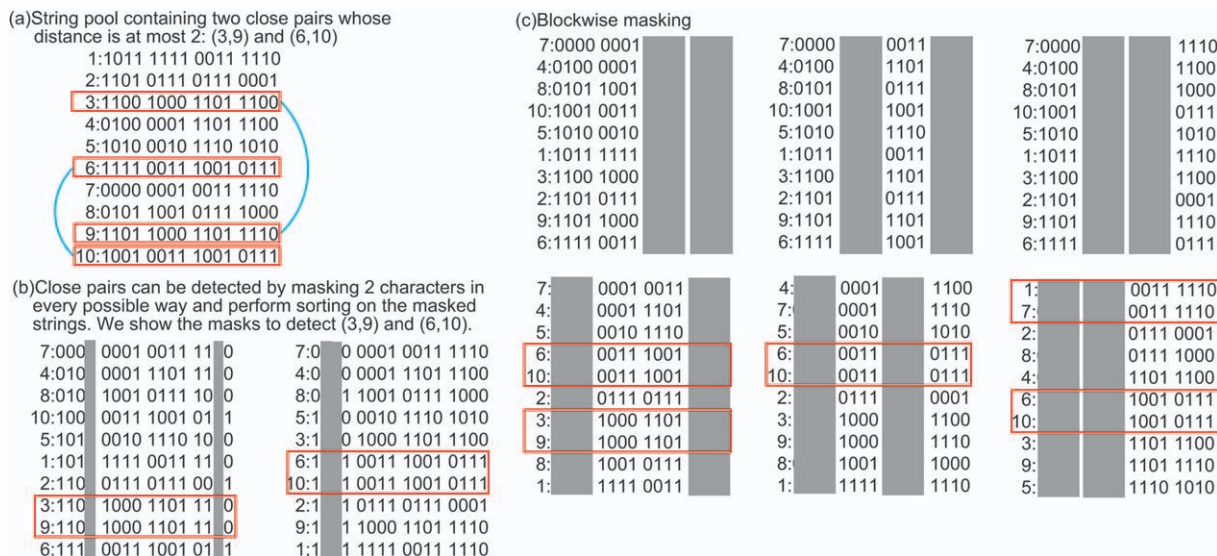 (a)String pool containing two close pairs whose
distance is at most 2: (3,9) and (6,10)
1:1011 1111 0011 1110
2:1101 0111 0111 0001
3:1100 1000 1101 1100
4:0100 0001 1101 1100
5:1010 0010 1110 1010
6:1111 0011 1001 0111
7:0000 0001 0011 1110
8:0101 1001 0111 1000
9:1101 1000 1101 1110
10:1001 0011 1001 0111
(b)Close pairs can be detected by masking 2 characters in
every possible way and perform sorting on the masked
strings. We show the masks to detect (3,9) and (6,10).
7:000 0001 0011 11 0
4:010 0001 1101 11 0
8:010 1001 0111 10 0
10:100 0011 1001 01 1
5:101 0010 1110 10 0
1:101 1111 0011 11 0
2:110 0111 0111 00 1
3:110 1000 1101 11 0
9:110 1000 1101 11 0
6:111 0011 1001 01 1
7:0 0 0001 0011 1110
4:0 0 0001 1101 1100
8:0 1 1001 0111 1000
5:1 0 0010 1110 1010
3:1 0 1000 1101 1100
6:1 1 0011 1001 0111
10:1 1 0011 1001 0111
2:1 1 0111 0111 0001
9:1 1 1000 1101 1110
1:1 1 1111 0011 1110
(c)Blockwise masking
7:0000 0001
4:0100 0001
8:0101 1001
10:1001 0011
5:1010 0010
1:1011 1111
3:1100 1000
2:1101 0111
9:1101 1000
6:1111 0011
7:0000 0011
4:0100 1101
8:0101 0111
10:1001 1001
5:1010 1110
1:1011 0011
3:1100 1101
2:1101 0111
9:1101 1101
6:1111 1001
7:0000 1110
4:0100 1100
8:0101 1000
10:1001 0111
5:1010 1010
1:1011 1110
3:1100 1100
2:1101 0001
9:1101 1110
6:1111 0111
7: 0001 0011
4: 0001 1101
5: 0010 1110
6: 0011 1001
10: 0011 1001
2: 0111 0111
3: 1000 1101
9: 1000 1101
8: 1001 0111
1: 1111 0011
4: 0001 1100
7: 0001 1110
5: 0010 1010
6: 0011 0111
10: 0011 0111
2: 0111 0001
3: 1000 1100
9: 1000 1110
8: 1001 1000
1: 1111 1110
1: 0011 1110
7: 0011 1110
2: 0111 0001
8: 0111 1000
4: 1101 1100
6: 1001 0111
10: 1001 0111
3: 1101 1100
9: 1101 1110
5: 1110 1010